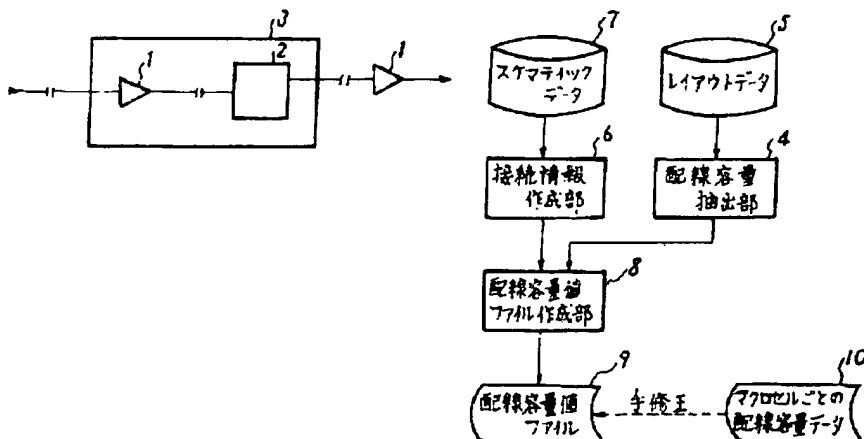 3
1
2
1
7
スケマティック
データ
5
レイアウトデータ
6
接続情報
作成部
4
配線容量
抽出部
8
配線容量値
ファイル作成部
9
配線容量値
ファイル
手修正
10
マクロセルごとの
配線容量データ